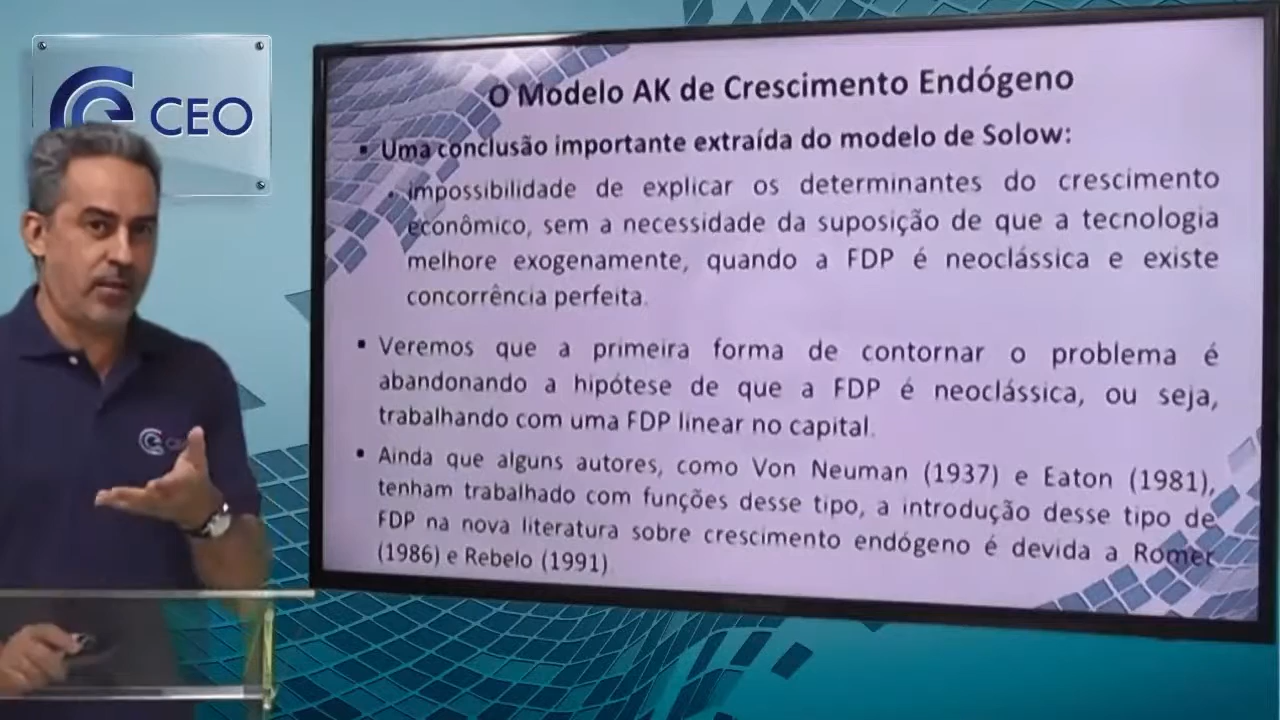 CEO
O Modelo AK de Crescimento Endógeno
▪ Uma conclusão importante extraída do modelo de Solow:
▪ impossibilidade de explicar os determinantes do crescimento
econômico, sem a necessidade da suposição de que a tecnologia
melhore exogenamente, quando a FDP é neoclássica e existe
concorrência perfeita.
▪ Veremos que a primeira forma de contornar o problema é
abandonando a hipótese de que a FDP é neoclássica, ou seja,
trabalhando com uma FDP linear no capital.
▪ Ainda que alguns autores, como Von Neuman (1937) e Eaton (1981),
tenham trabalhado com funções desse tipo, a introdução desse tipo de
FDP na nova literatura sobre crescimento endógeno é devida a Romer
(1986) e Rebelo (1991)